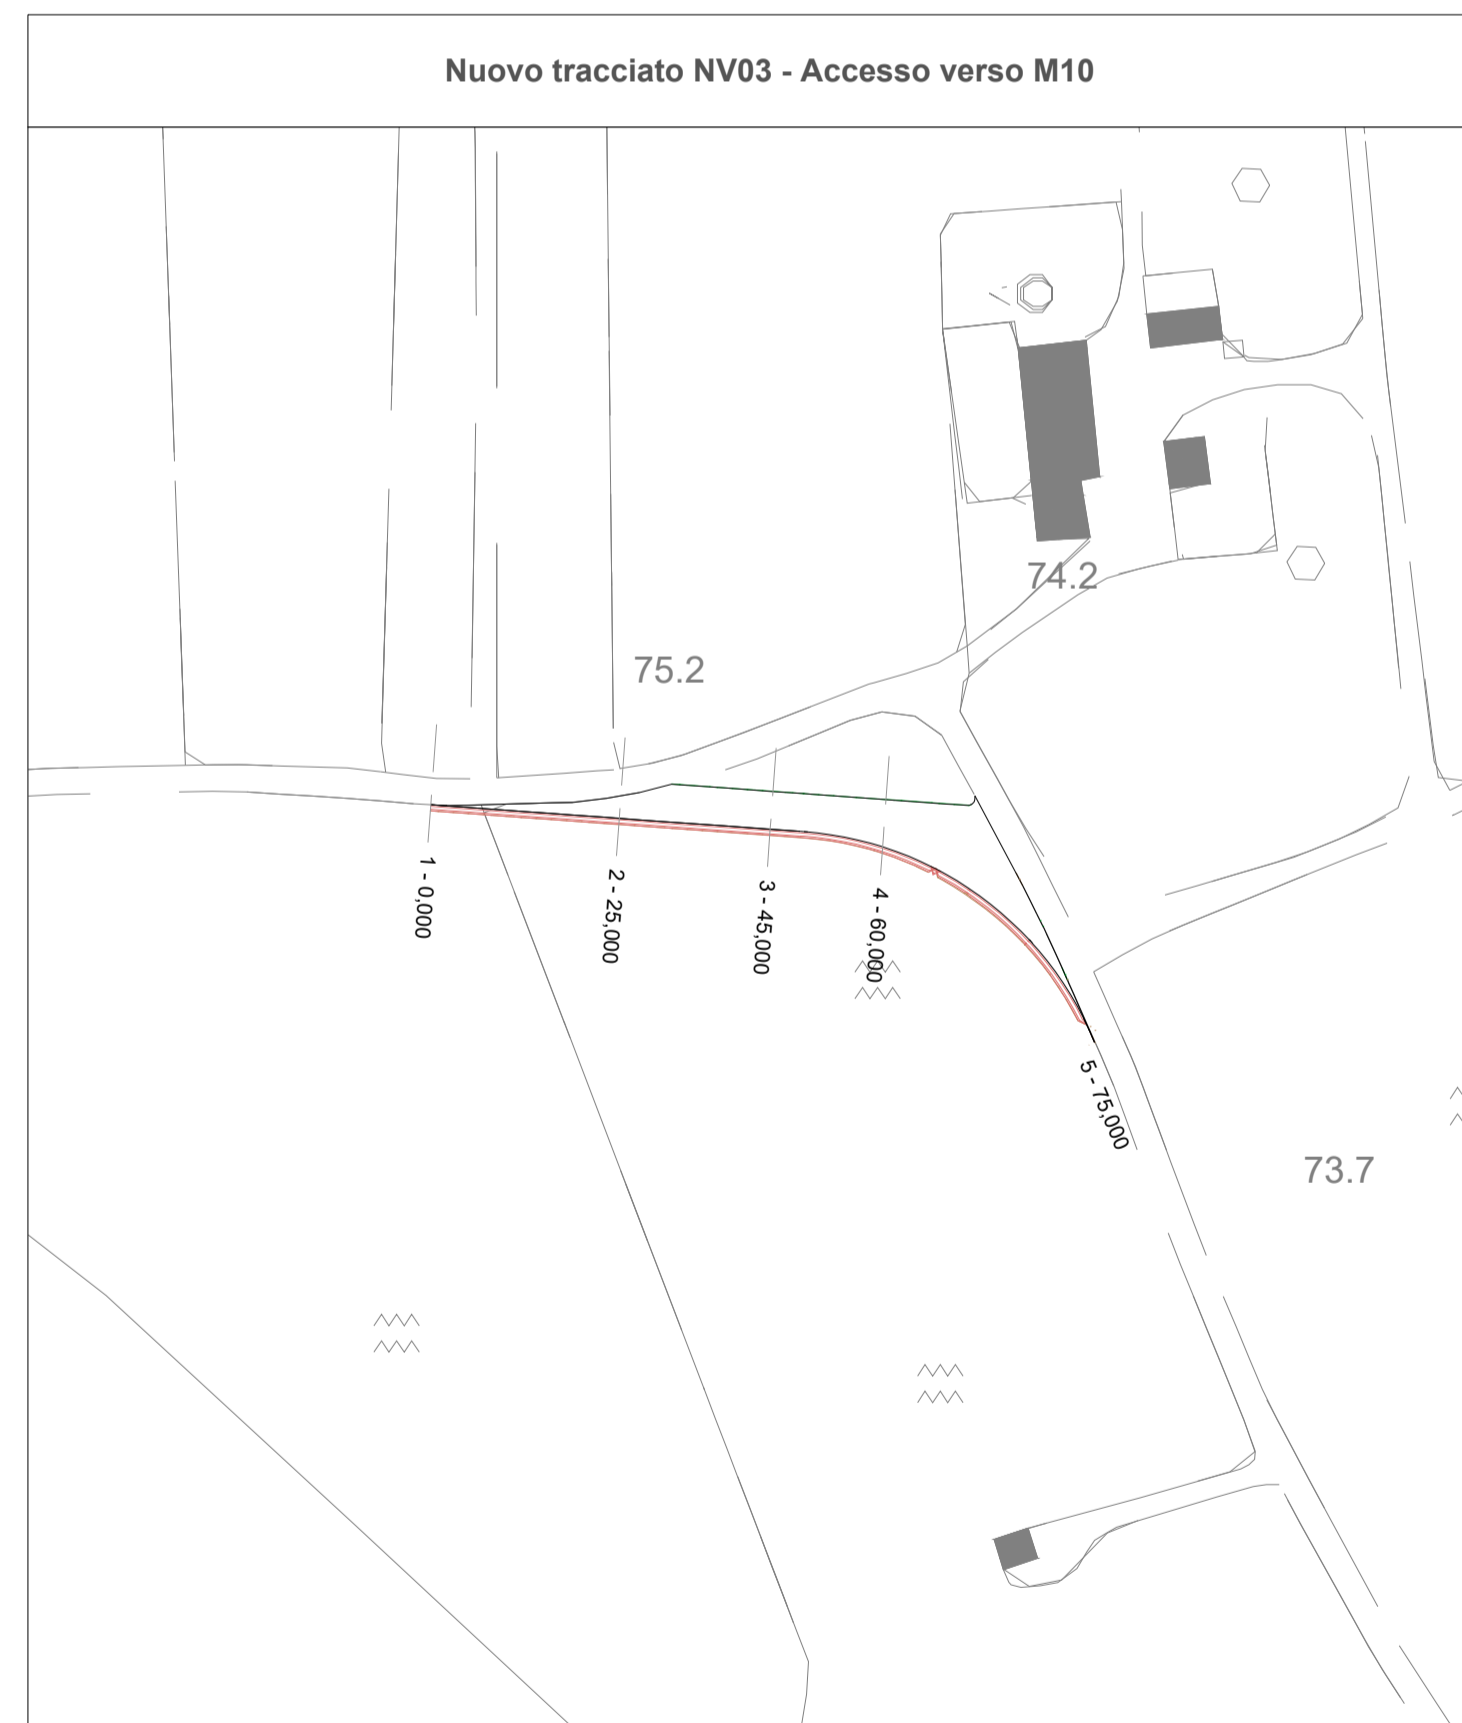 Nuovo tracciato NV03 - Accesso verso M10
74.2
75.2
1 - 0,000
2 - 25,000
3 - 45,000
4 - 60,000
5 - 75,000
73.7